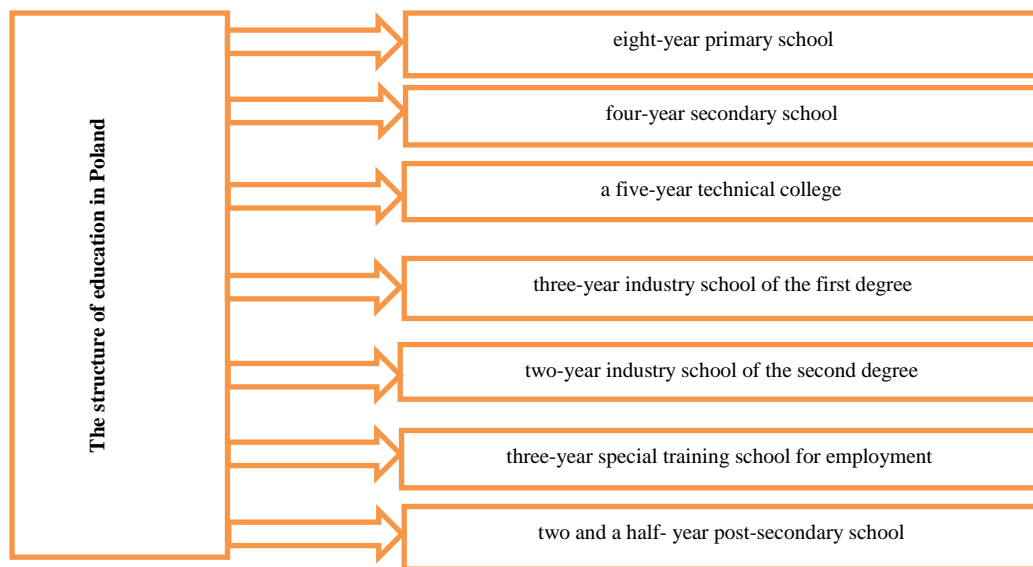 The structure of education in Poland
eight-year primary school
four-year secondary school
a five-year technical college
three-year industry school of the first degree
two-year industry school of the second degree
three-year special training school for employment
two and a half- year post-secondary school